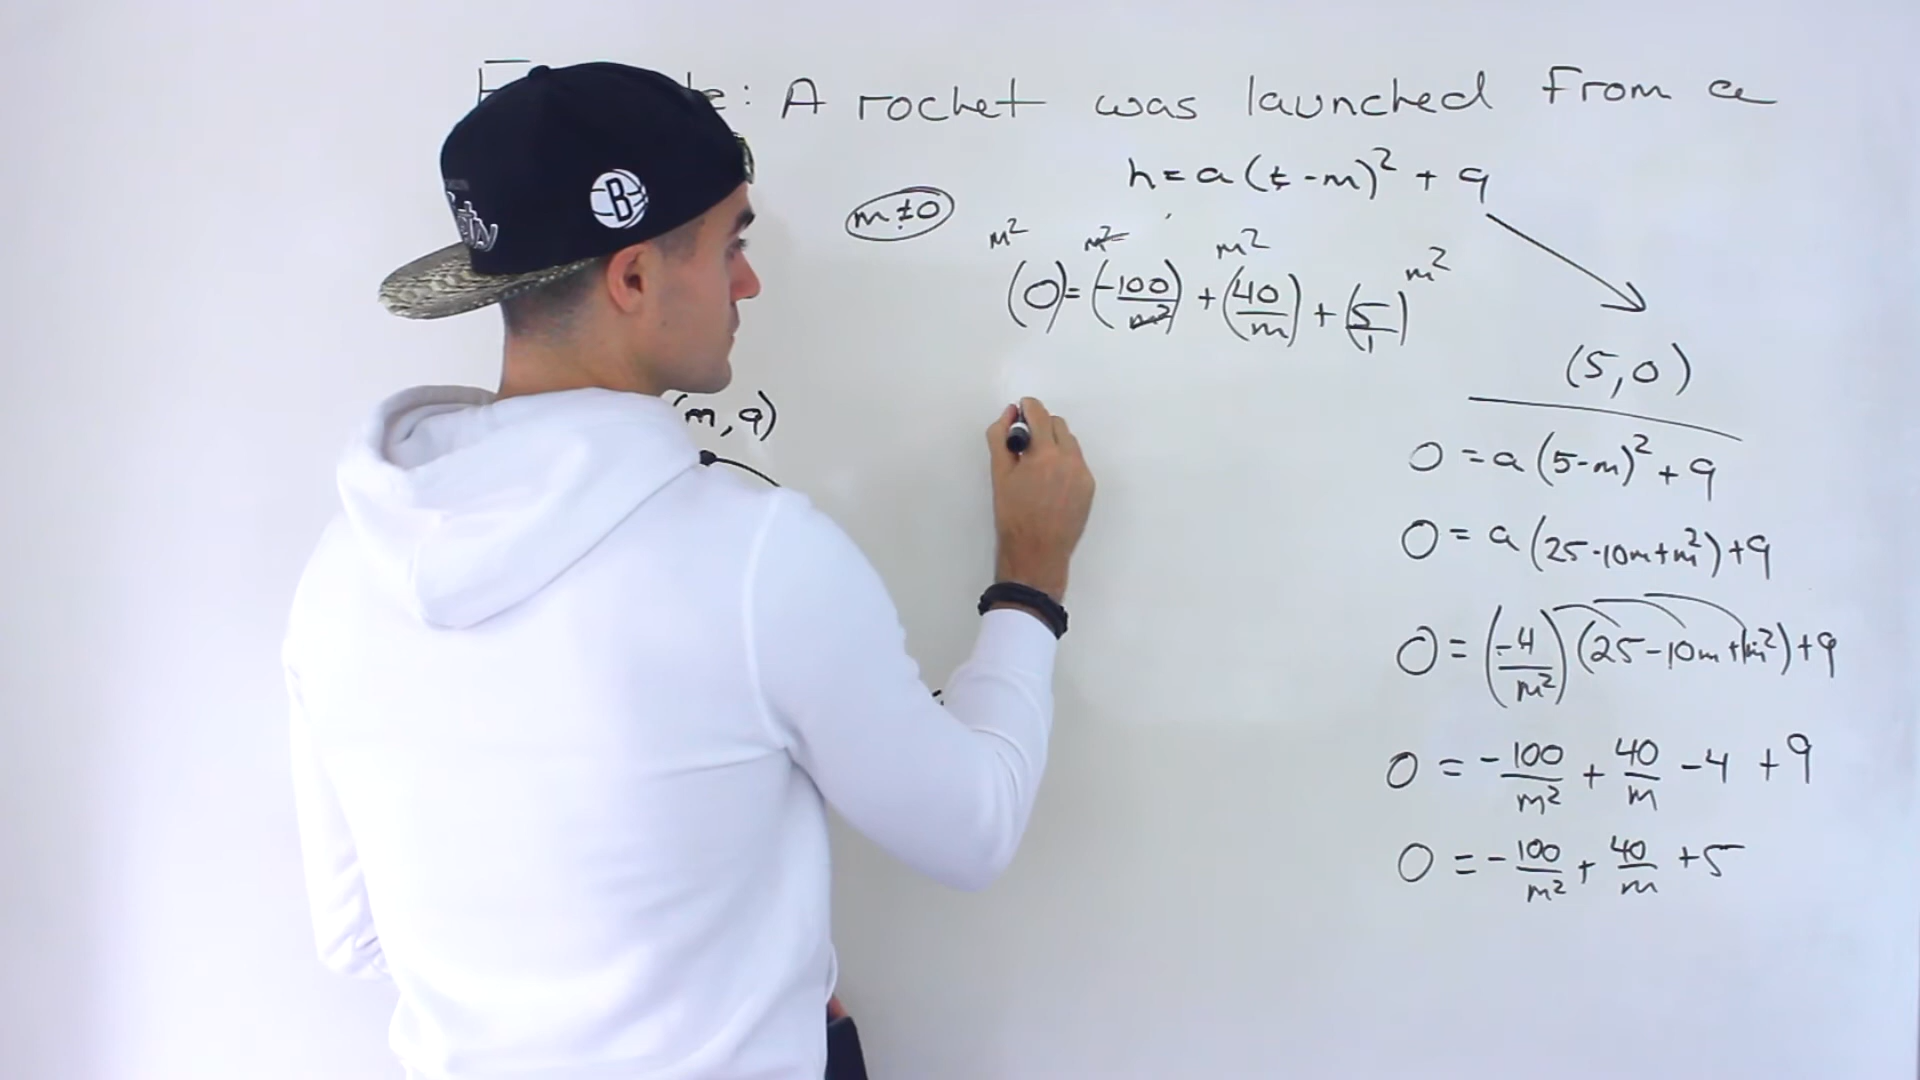 : A rocket was launched from a
h = a(t-m)² + 9
m ≠ 0
m² m² m² m²
(0) = (-100/m²) + (40/m) + (5/1)
(m, 9)
(5, 0)
0 = a(5-m)² + 9
0 = a(25-10m+m²)+9
0 = (-4/m²)(25-10m+m²)+9
0 = -100/m² + 40/m - 4 + 9
0 = -100/m² + 40/m + 5
B